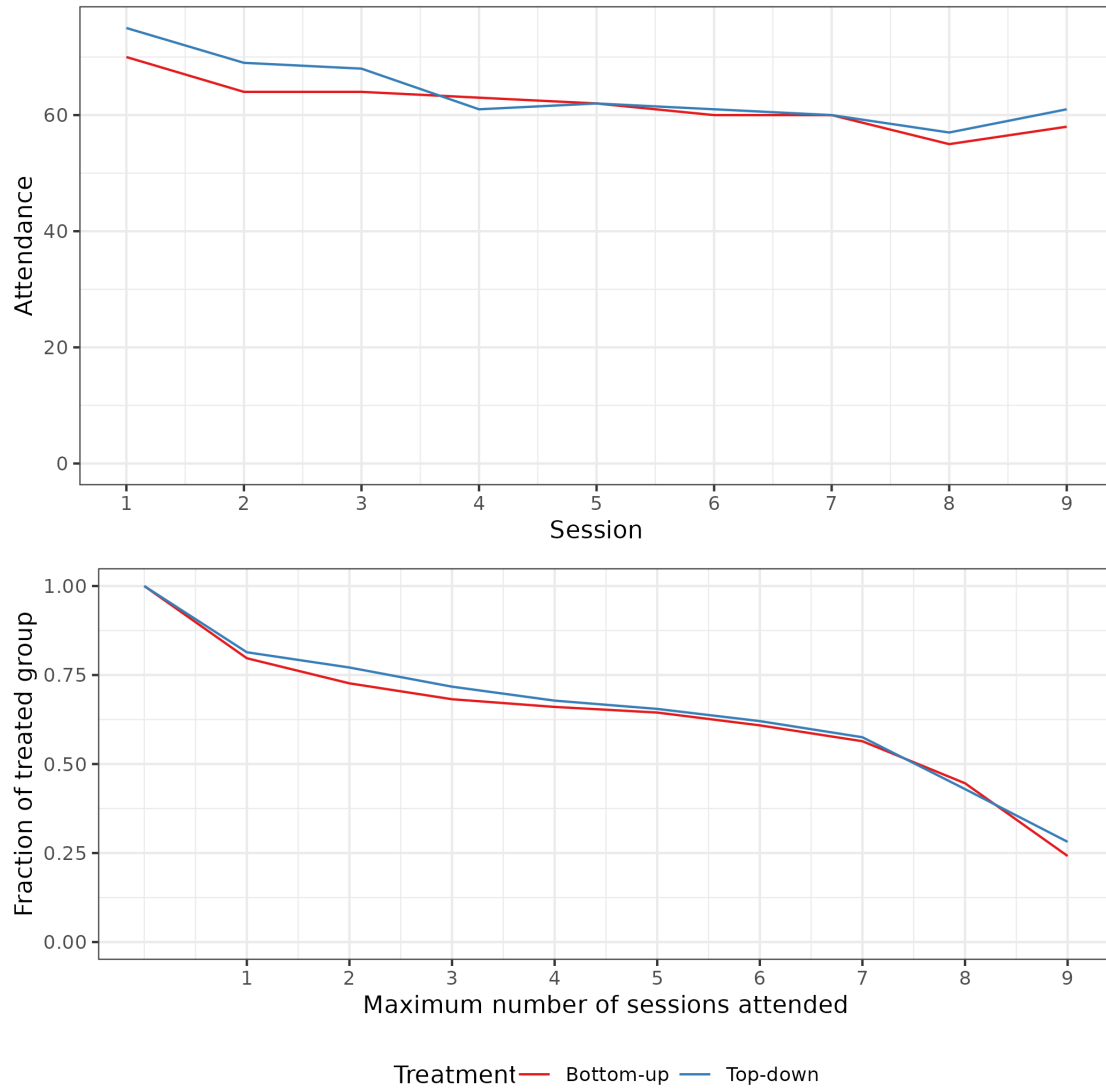 Attendance
60
40
20
0
1 2 3 4 5 6 7 8 9
Session
Fraction of treated group
1.00
0.75
0.50
0.25
0.00
1 2 3 4 5 6 7 8 9
Maximum number of sessions attended
Treatment Bottom-up Top-down